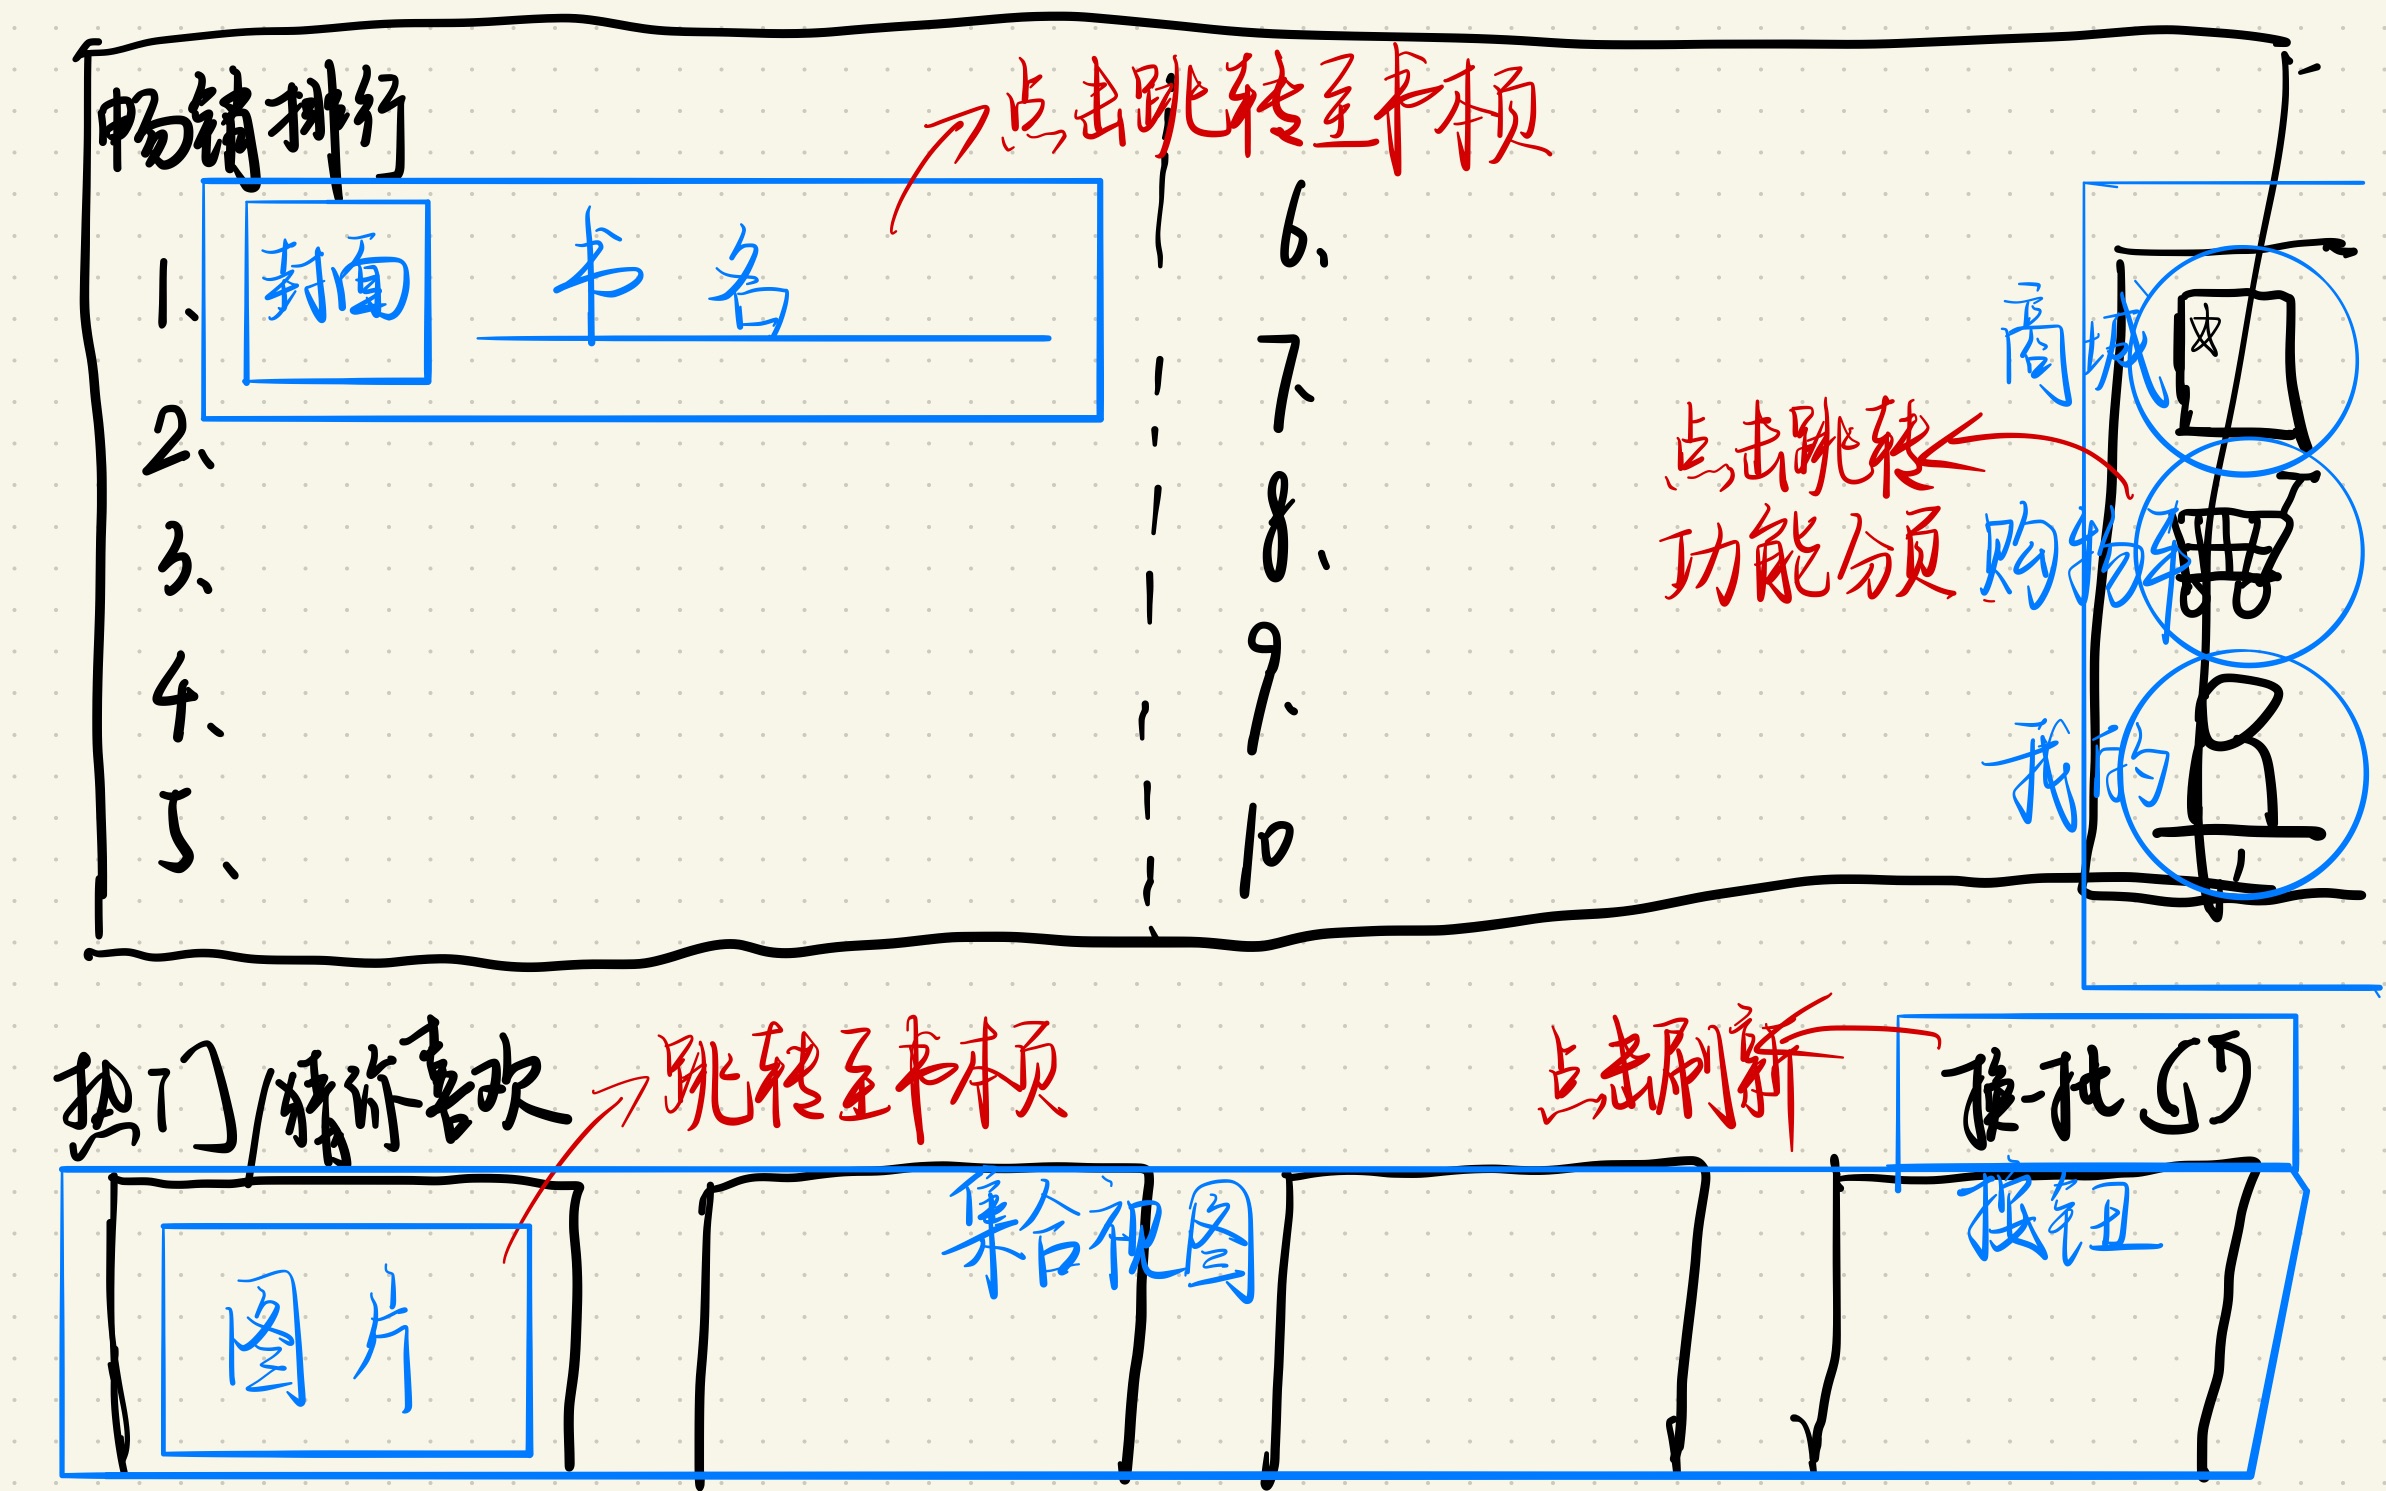 畅销排行
点击跳转至书本页
1、
封面
书名
2、
3、
4、
5、
6、
7、
8、
9、
10
商城
点击跳转
功能分页
购物车
我的
热门/猜你喜欢
跳转至书本页
点击刷新
换一批
集合视图
按钮
图片